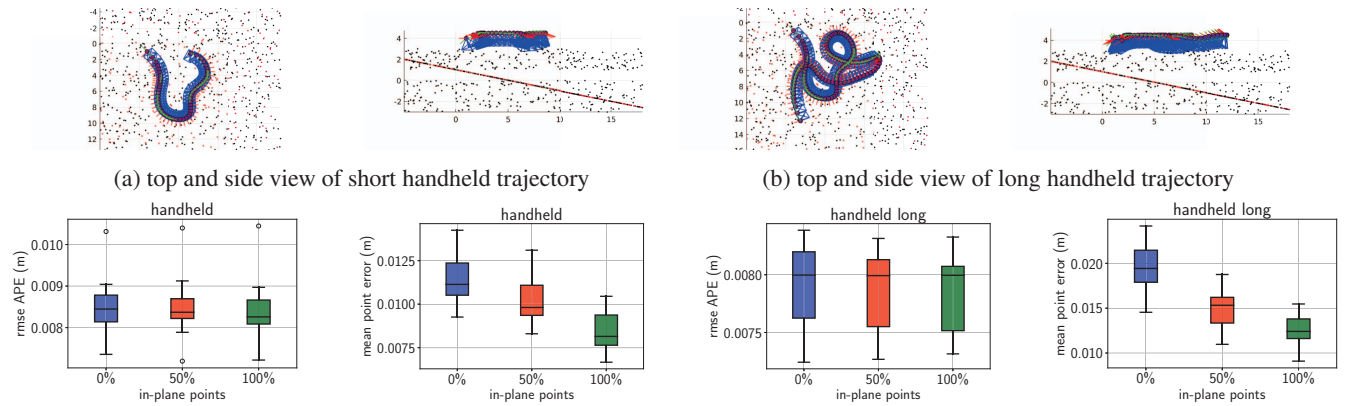 -4 -2 0 2 4 6 8 10 12
4 2 0 -2
0 5 10 15
-2 0 2 4 6 8 10 12 14 16
4 2 0 -2
0 5 10 15
(a) top and side view of short handheld trajectory
(b) top and side view of long handheld trajectory
handheld
rmse APE (m)
0.010
0.009
0.008
0% 50% 100%
in-plane points
handheld
mean point error (m)
0.0125
0.0100
0.0075
0% 50% 100%
in-plane points
handheld long
rmse APE (m)
0.0080
0.0075
0% 50% 100%
in-plane points
handheld long
mean point error (m)
0.020
0.015
0.010
0% 50% 100%
in-plane points